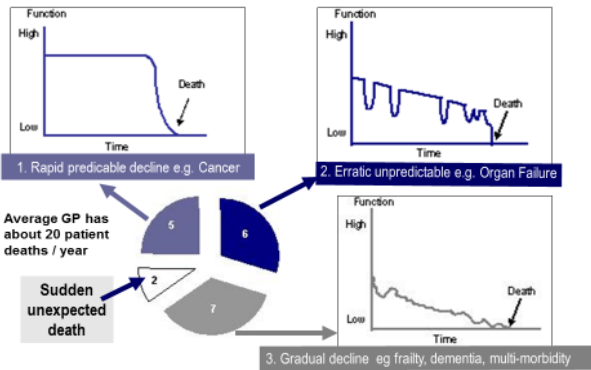 Function
High
Death
Low
Time
1. Rapid predicable decline e.g. Cancer
Function
High
Death
Low
Time
2. Erratic unpredictable e.g. Organ Failure
Average GP has
about 20 patient
deaths / year
5
6
2
7
Sudden
unexpected
death
Function
High
Death
Low
Time
3. Gradual decline eg frailty, dementia, multi-morbidity